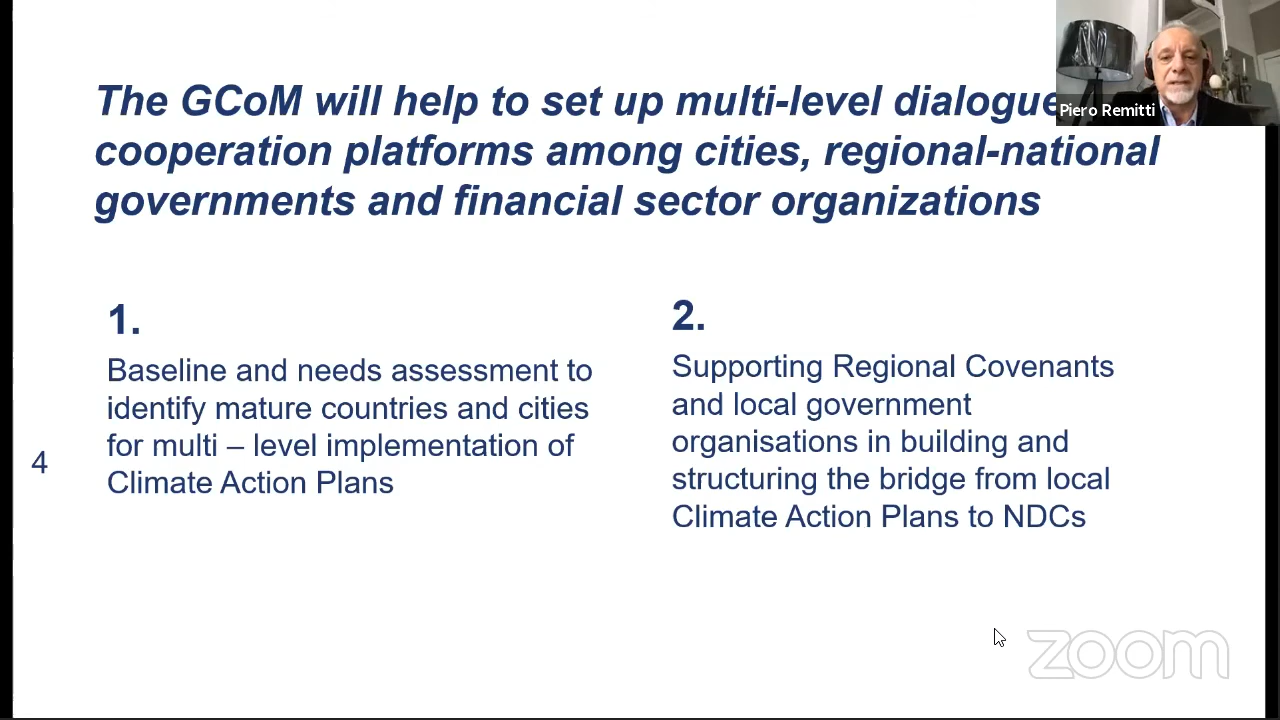 The GCoM will help to set up multi-level dialogue
cooperation platforms among cities, regional-national
governments and financial sector organizations
Piero Remitti
1.
Baseline and needs assessment to
identify mature countries and cities
for multi – level implementation of
Climate Action Plans
2.
Supporting Regional Covenants
and local government
organisations in building and
structuring the bridge from local
Climate Action Plans to NDCs
4
zoom